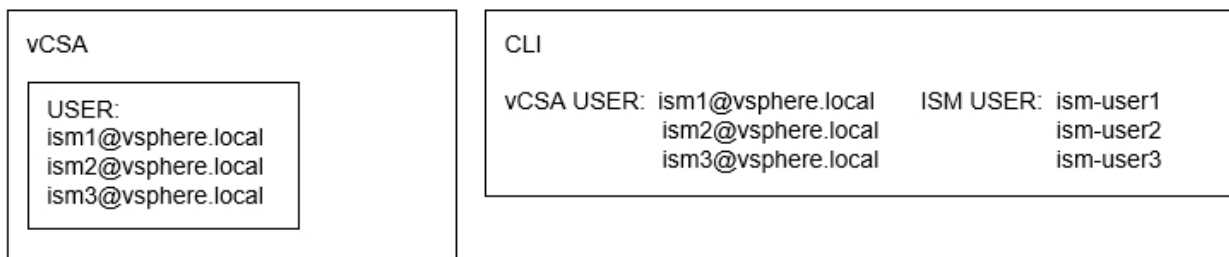 vCSA
USER:
ism1@vsphere.local
ism2@vsphere.local
ism3@vsphere.local
CLI
vCSA USER: ism1@vsphere.local ISM USER: ism-user1
ism2@vsphere.local ism-user2
ism3@vsphere.local ism-user3